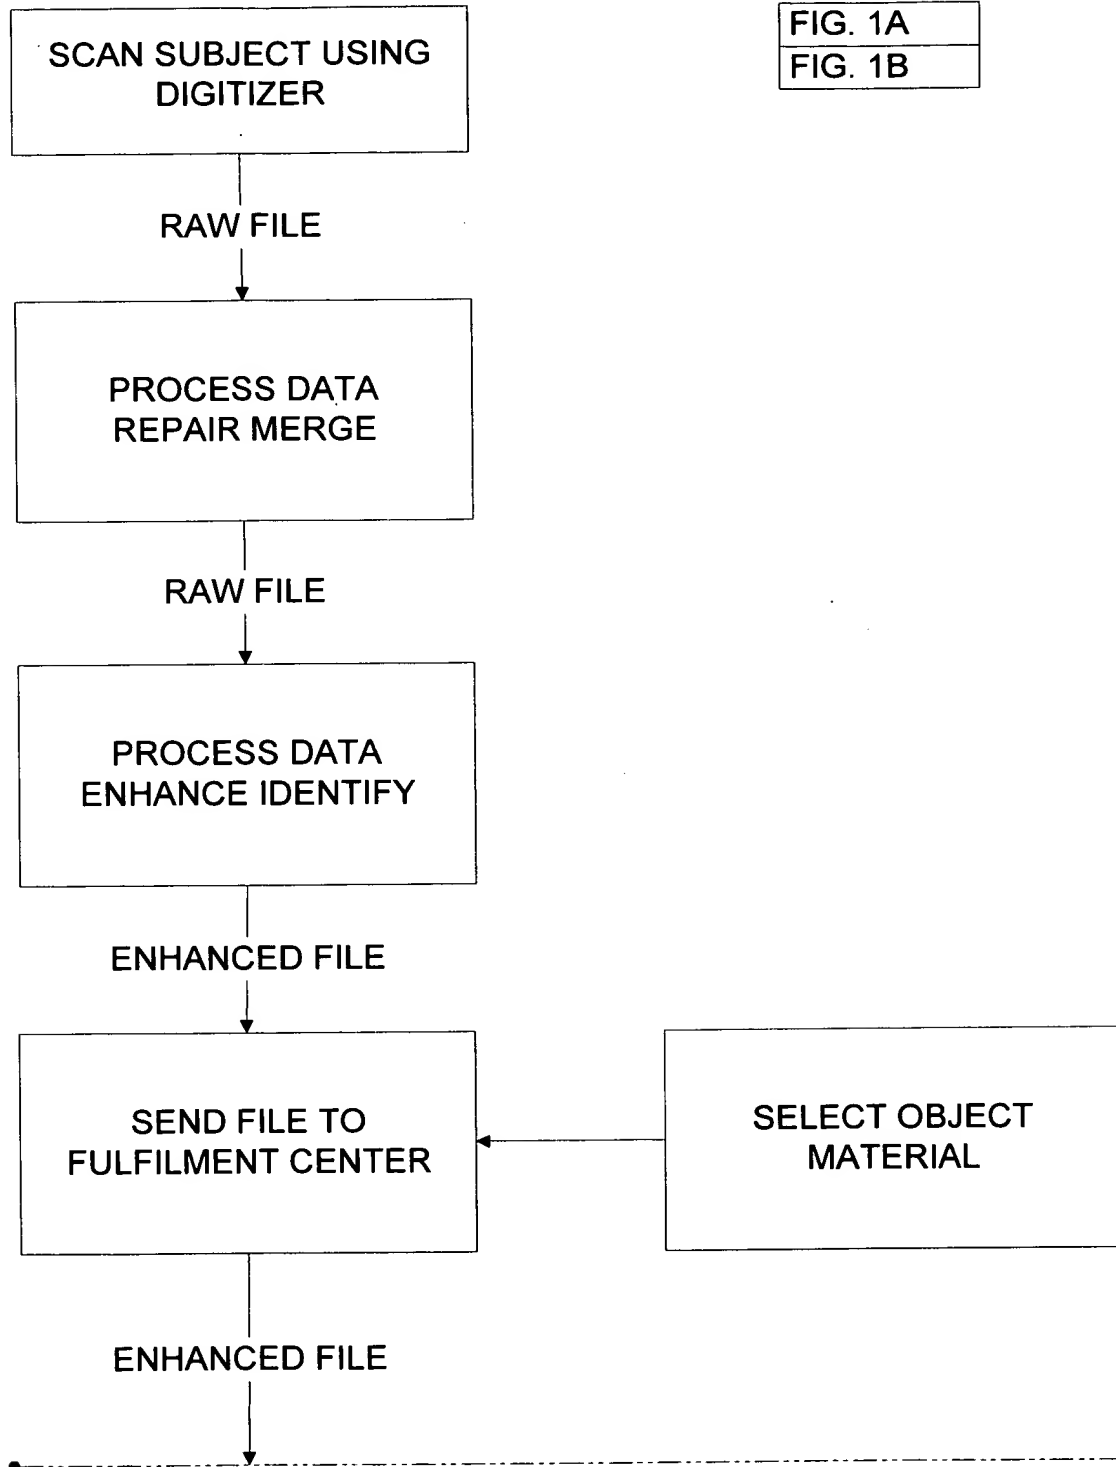 SCAN SUBJECT USING
DIGITIZER
FIG. 1A
FIG. 1B
RAW FILE
PROCESS DATA
REPAIR MERGE
RAW FILE
PROCESS DATA
ENHANCE IDENTIFY
ENHANCED FILE
SEND FILE TO
FULFILMENT CENTER
SELECT OBJECT
MATERIAL
ENHANCED FILE